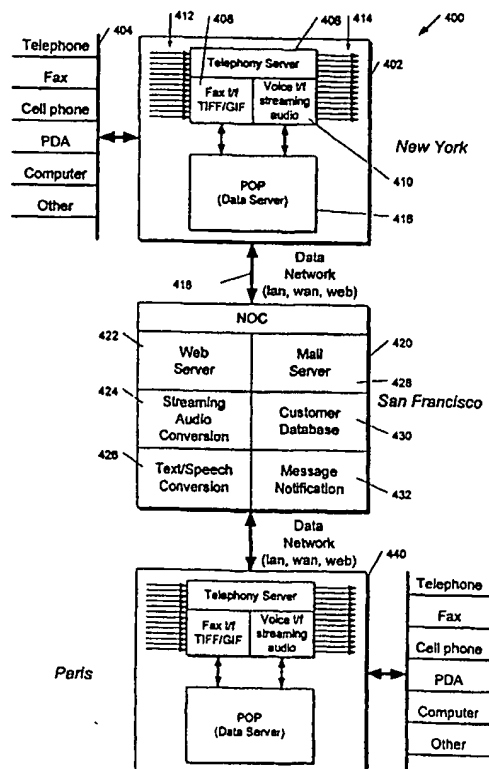 412
408
408
414
400
404
402
Telephone
Fax
Cell phone
PDA
Computer
Other
Telephony Server
Fax I/f
TIFF/GIF
Voice I/f
streaming
audio
New York
410
POP
(Data Server)
416
418
Data
Network
(lan, wan, web)
NOC
422
Web
Server
Mail
Server
420
428
424
Streaming
Audio
Conversion
Customer
Database
San Francisco
430
426
Text/Speech
Conversion
Message
Notification
432
Data
Network
(lan, wan, web)
440
Telephony Server
Fax I/f
TIFF/GIF
Voice I/f
streaming
audio
Paris
POP
(Data Server)
Telephone
Fax
Cell phone
PDA
Computer
Other